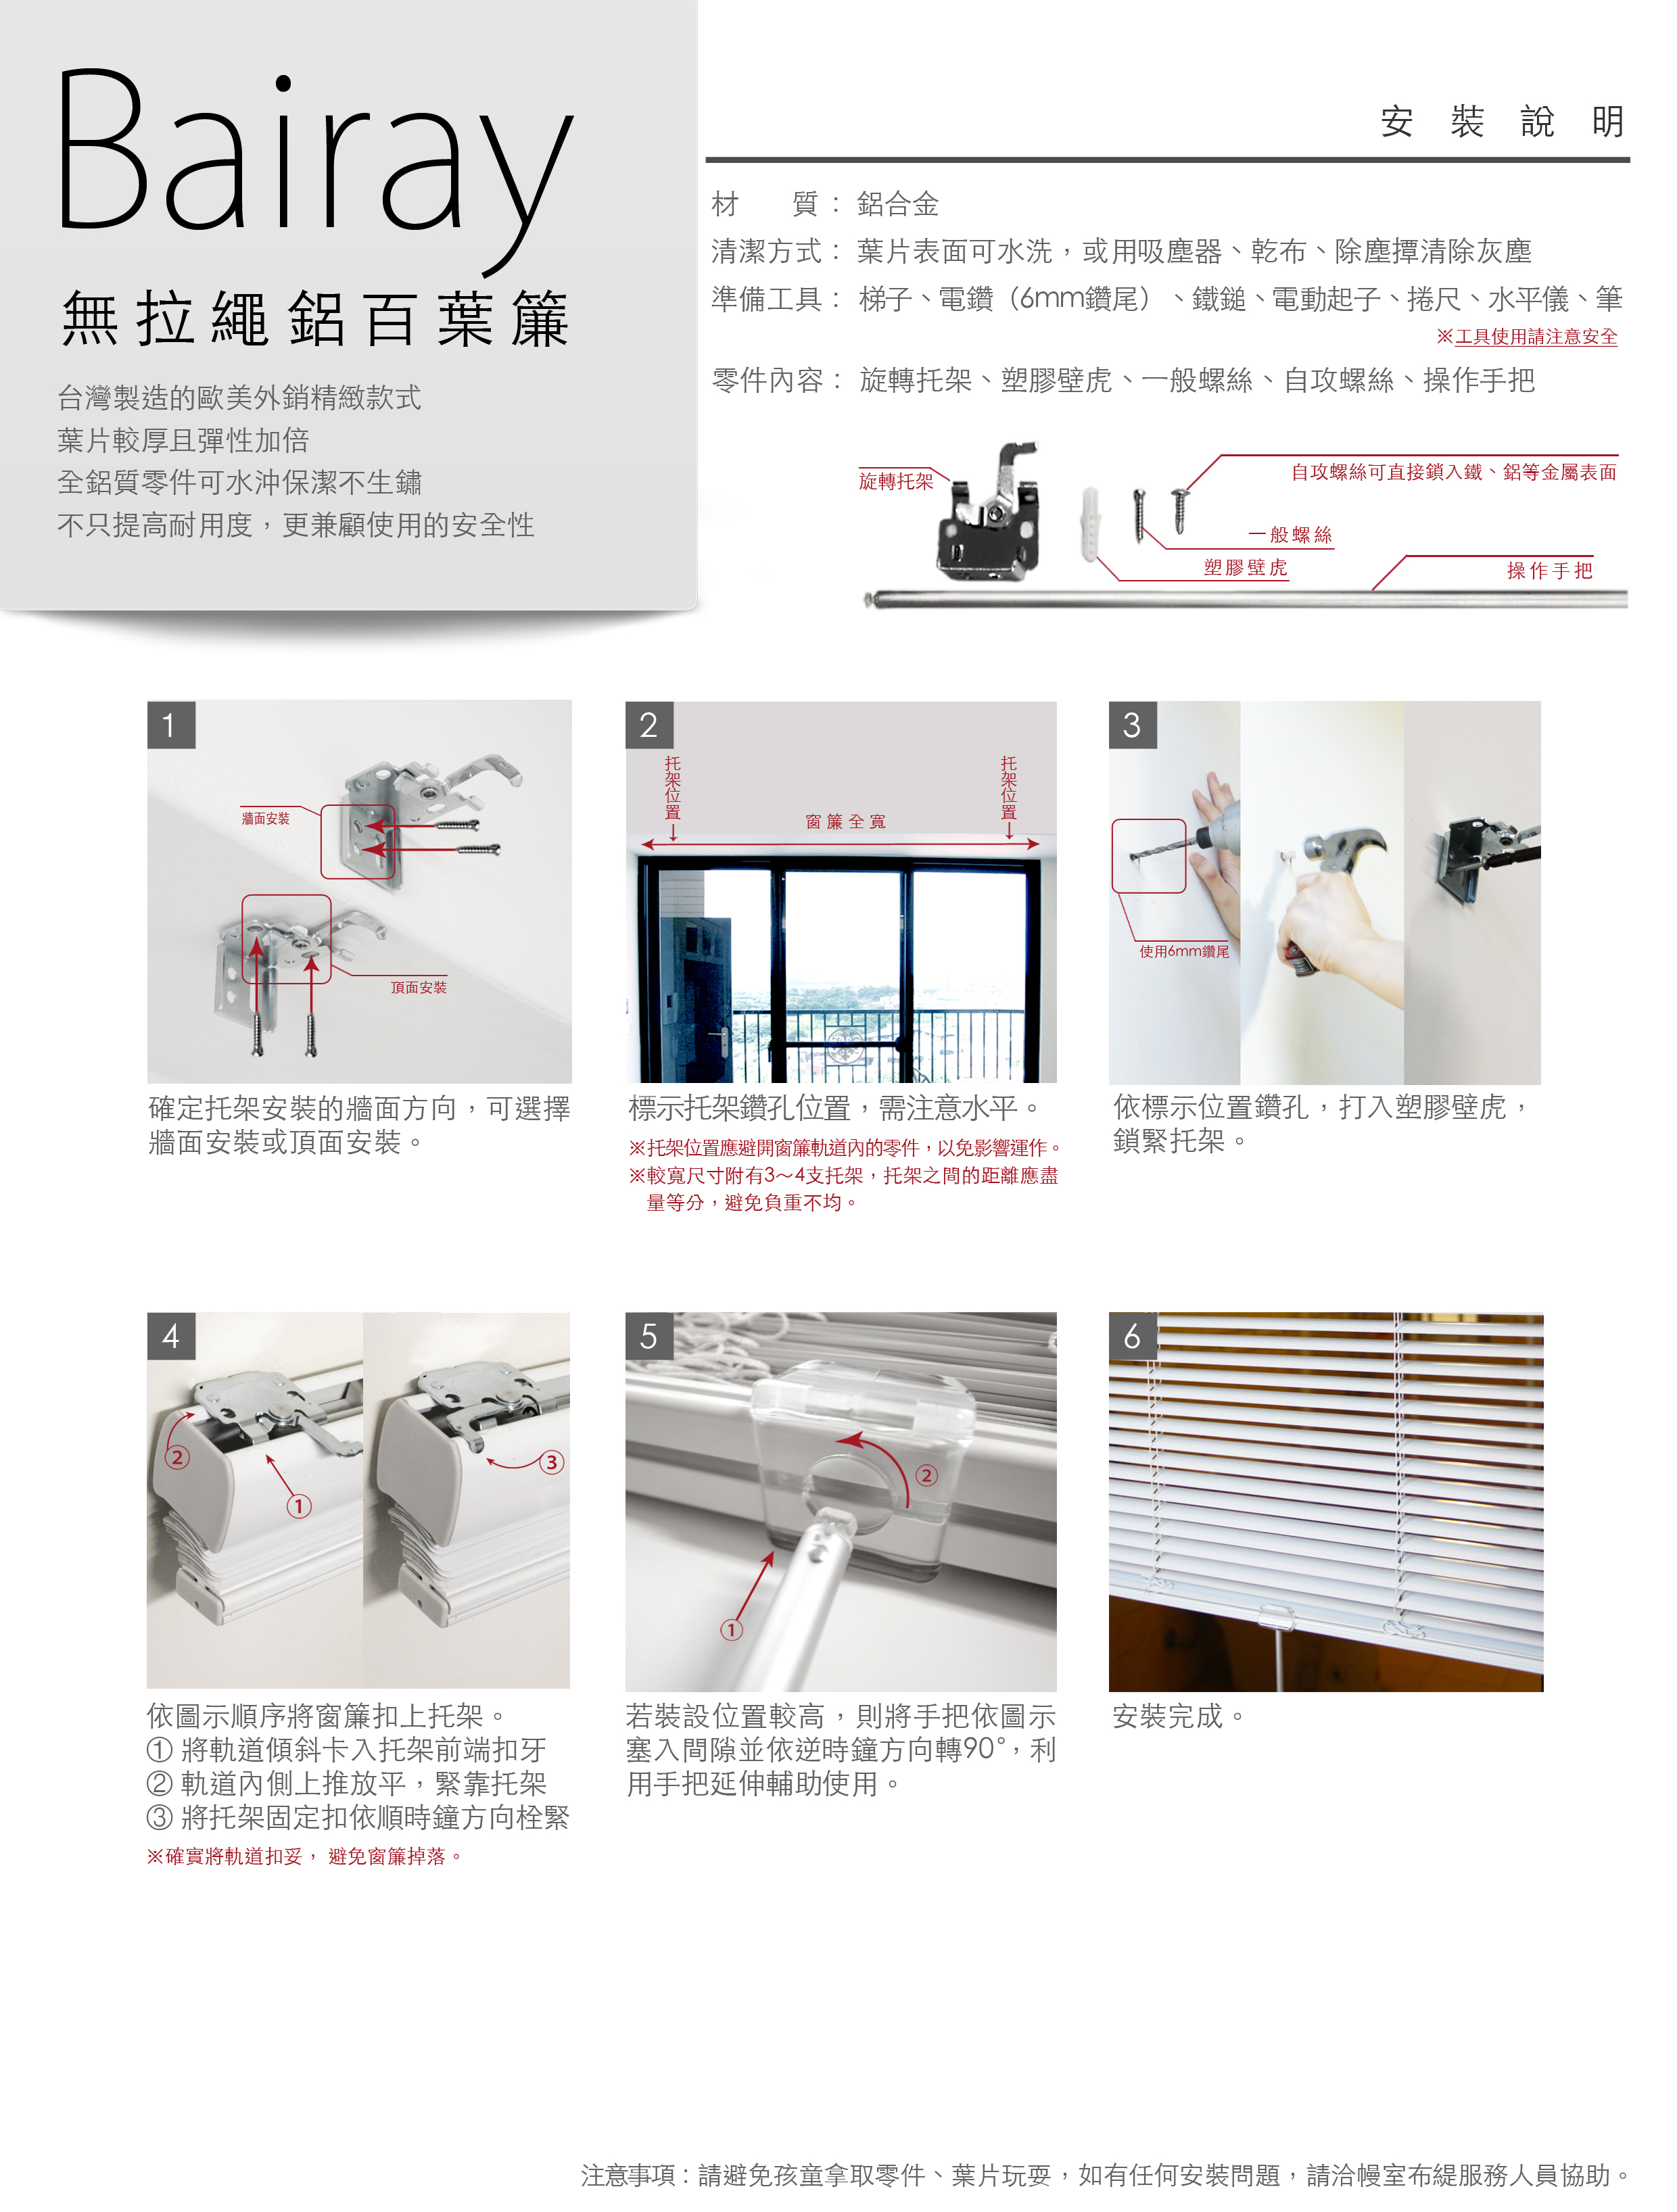 Bairay
無拉繩鋁百葉簾
台灣製造的歐美外銷精緻款式
葉片較厚且彈性加倍
全鋁質零件可水沖保潔不生鏽
不只提高耐用度，更兼顧使用的安全性
安裝說明
材　質：鋁合金
清潔方式：葉片表面可水洗，或用吸塵器、乾布、除塵撢清除灰塵
準備工具：梯子、電鑽（6mm鑽尾）、鐵鎚、電動起子、捲尺、水平儀、筆
※工具使用請注意安全
零件內容：旋轉托架、塑膠壁虎、一般螺絲、自攻螺絲、操作手把
旋轉托架
自攻螺絲可直接鎖入鐵、鋁等金屬表面
一般螺絲
塑膠壁虎
操作手把
1
牆面安裝
頂面安裝
確定托架安裝的牆面方向，可選擇
牆面安裝或頂面安裝。
2
托架位置
托架位置
窗簾全寬
標示托架鑽孔位置，需注意水平。
※托架位置應避開窗簾軌道內的零件，以免影響運作。
※較寬尺寸附有3～4支托架，托架之間的距離應盡
量等分，避免負重不均。
3
使用6mm鑽尾
依標示位置鑽孔，打入塑膠壁虎，
鎖緊托架。
4
②
①
③
依圖示順序將窗簾扣上托架。
① 將軌道傾斜卡入托架前端扣牙
② 軌道內側上推放平，緊靠托架
③ 將托架固定扣依順時鐘方向栓緊
※確實將軌道扣妥， 避免窗簾掉落。
5
②
①
若裝設位置較高，則將手把依圖示
塞入間隙並依逆時鐘方向轉90°，利
用手把延伸輔助使用。
6
安裝完成。
注意事項：請避免孩童拿取零件、葉片玩耍，如有任何安裝問題，請洽幔室布緹服務人員協助。